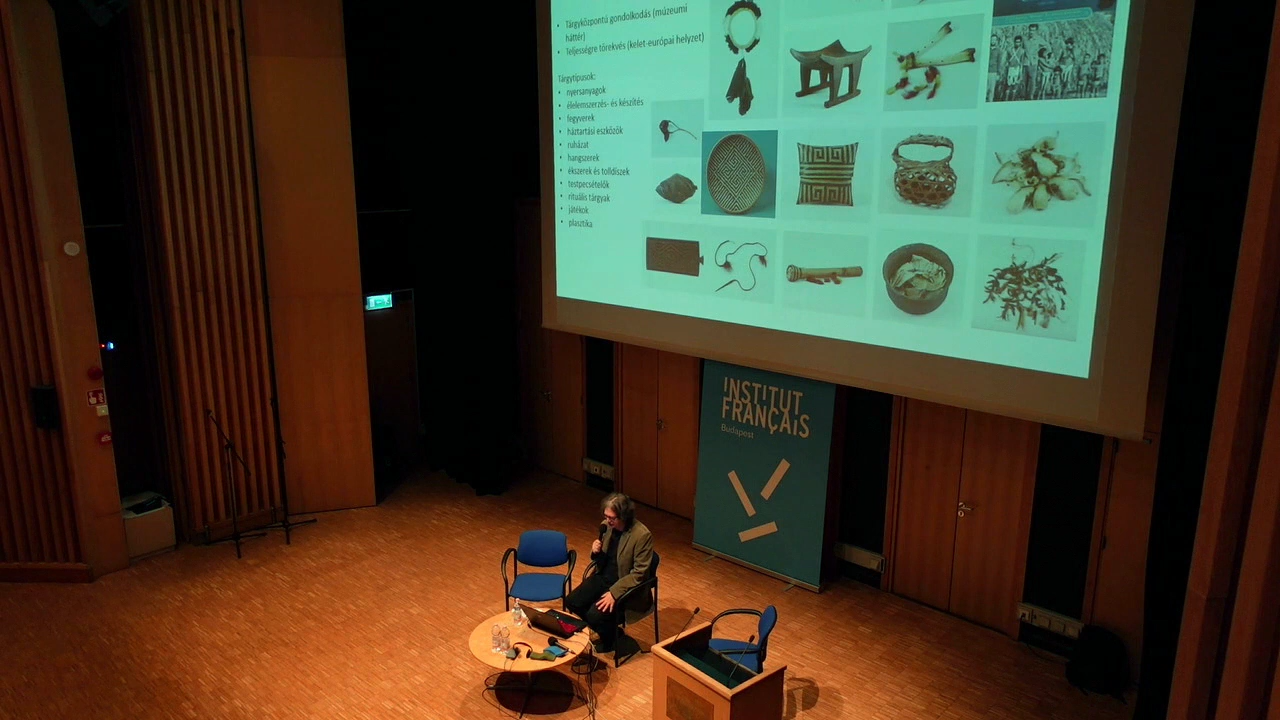 Tárgyközpontú gondolkodás (múzeumi
háttér)
Teljességre törekvés (kelet-európai helyzet)
Tárgytípusok:
nyersanyagok
élelemszerzés- és készítés
fegyverek
háztartási eszközök
ruházat
hangszerek
ékszerek és tolldíszek
testpecsételők
rituális tárgyak
játékok
plasztika
INSTITUT
FRANÇAIS
Budapest